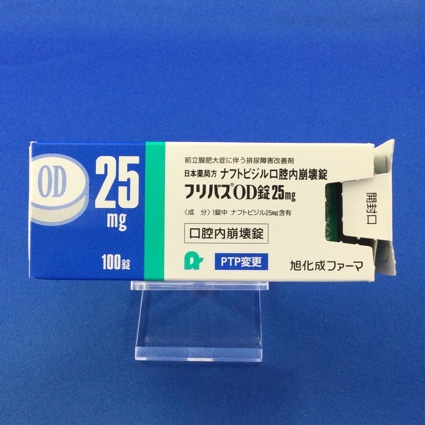 OD
25
mg
100錠
前立腺肥大症に伴う排尿障害改善剤
日本薬局方 ナフトピジル口腔内崩壊錠
フリバス®OD錠25mg
(成 分)1錠中 ナフトピジル25mg含有
口腔内崩壊錠
PTP変更
旭化成ファーマ
開封口